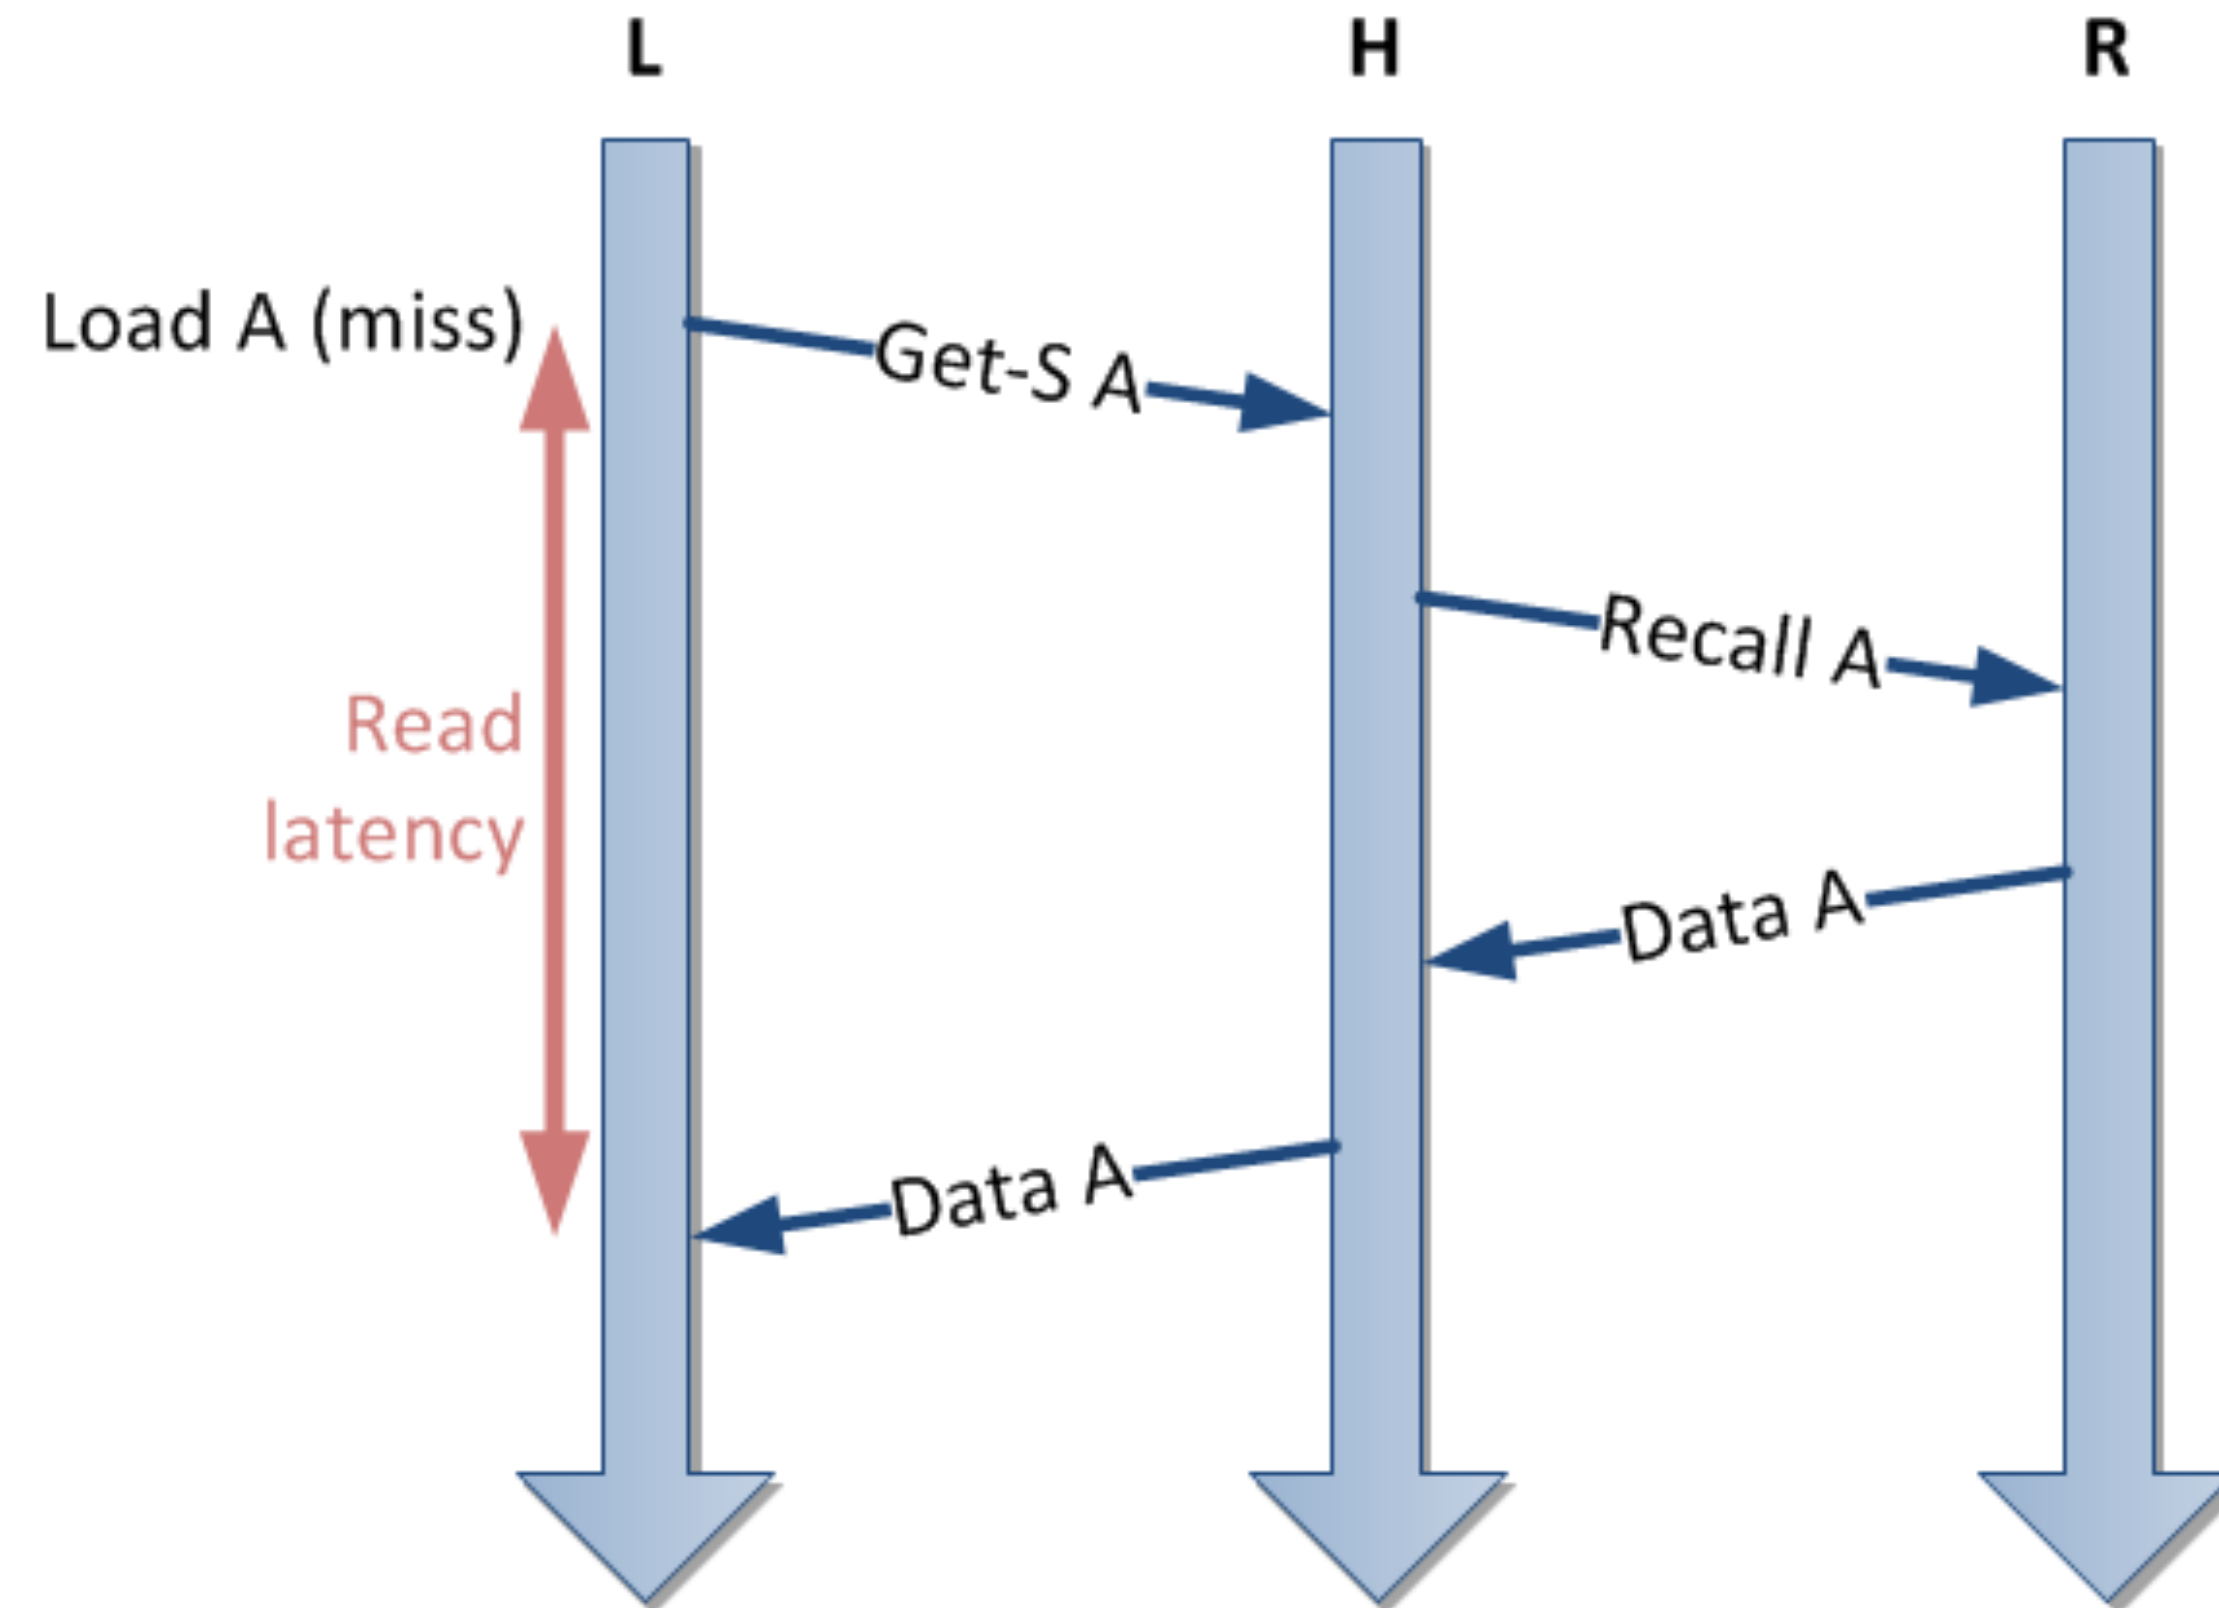 L
H
R
Load A (miss)
Get-S A
Recall A
Read
latency
Data A
Data A